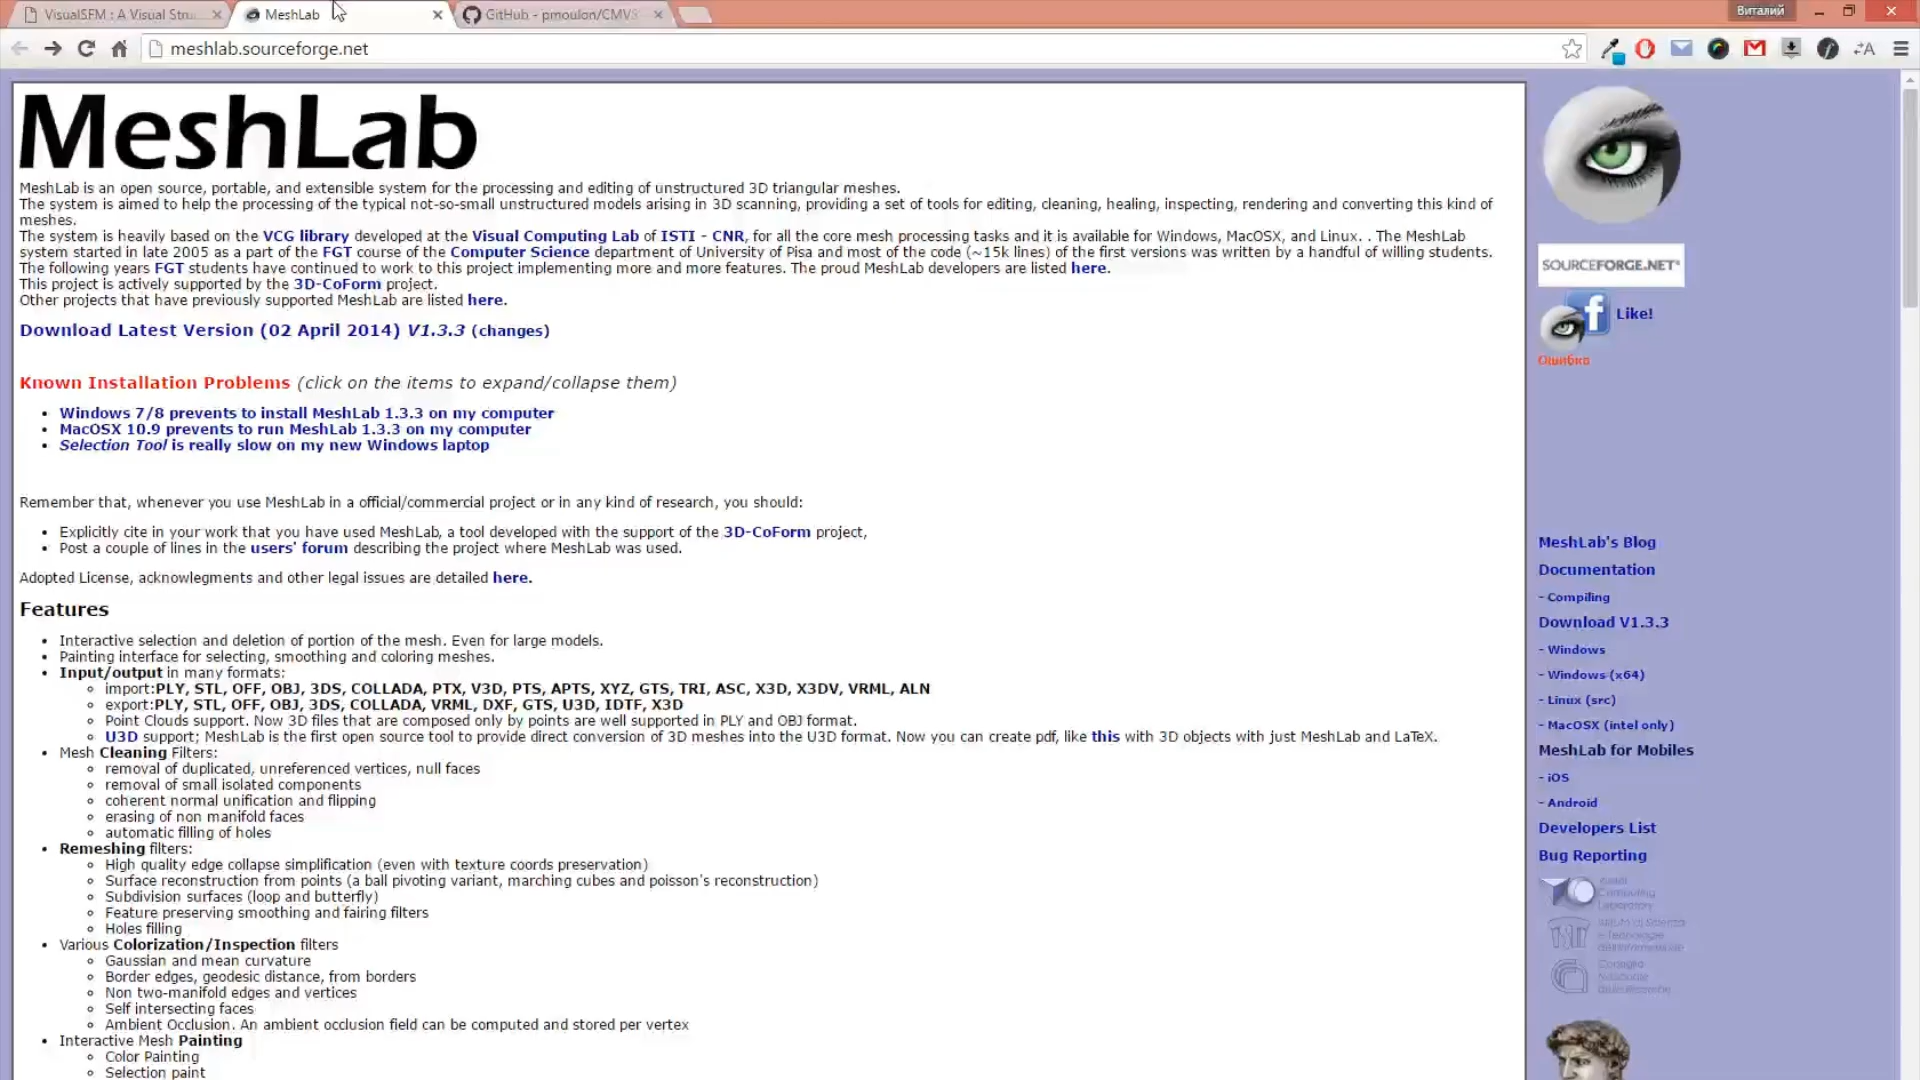 VisualSFM : A Visual Stru
MeshLab
GitHub - pmoulon/CMVS
Виталий
meshlab.sourceforge.net
MeshLab
MeshLab is an open source, portable, and extensible system for the processing and editing of unstructured 3D triangular meshes.
The system is aimed to help the processing of the typical not-so-small unstructured models arising in 3D scanning, providing a set of tools for editing, cleaning, healing, inspecting, rendering and converting this kind of
meshes.
The system is heavily based on the VCG library developed at the Visual Computing Lab of ISTI - CNR, for all the core mesh processing tasks and it is available for Windows, MacOSX, and Linux. . The MeshLab
system started in late 2005 as a part of the FGT course of the Computer Science department of University of Pisa and most of the code (~15k lines) of the first versions was written by a handful of willing students.
The following years FGT students have continued to work to this project implementing more and more features. The proud MeshLab developers are listed here.
This project is actively supported by the 3D-CoForm project.
Other projects that have previously supported MeshLab are listed here.
Download Latest Version (02 April 2014) V1.3.3 (changes)
Known Installation Problems (click on the items to expand/collapse them)
• Windows 7/8 prevents to install MeshLab 1.3.3 on my computer
• MacOSX 10.9 prevents to run MeshLab 1.3.3 on my computer
• Selection Tool is really slow on my new Windows laptop
Remember that, whenever you use MeshLab in a official/commercial project or in any kind of research, you should:
• Explicitly cite in your work that you have used MeshLab, a tool developed with the support of the 3D-CoForm project,
• Post a couple of lines in the users' forum describing the project where MeshLab was used.
Adopted License, acknowlegments and other legal issues are detailed here.
Features
• Interactive selection and deletion of portion of the mesh. Even for large models.
• Painting interface for selecting, smoothing and coloring meshes.
• Input/output in many formats:
◦ import:PLY, STL, OFF, OBJ, 3DS, COLLADA, PTX, V3D, PTS, APTS, XYZ, GTS, TRI, ASC, X3D, X3DV, VRML, ALN
◦ export:PLY, STL, OFF, OBJ, 3DS, COLLADA, VRML, DXF, GTS, U3D, IDTF, X3D
◦ Point Clouds support. Now 3D files that are composed only by points are well supported in PLY and OBJ format.
◦ U3D support; MeshLab is the first open source tool to provide direct conversion of 3D meshes into the U3D format. Now you can create pdf, like this with 3D objects with just MeshLab and LaTeX.
• Mesh Cleaning Filters:
◦ removal of duplicated, unreferenced vertices, null faces
◦ removal of small isolated components
◦ coherent normal unification and flipping
◦ erasing of non manifold faces
◦ automatic filling of holes
• Remeshing filters:
◦ High quality edge collapse simplification (even with texture coords preservation)
◦ Surface reconstruction from points (a ball pivoting variant, marching cubes and poisson's reconstruction)
◦ Subdivision surfaces (loop and butterfly)
◦ Feature preserving smoothing and fairing filters
◦ Holes filling
• Various Colorization/Inspection filters
◦ Gaussian and mean curvature
◦ Border edges, geodesic distance, from borders
◦ Non two-manifold edges and vertices
◦ Self intersecting faces
◦ Ambient Occlusion. An ambient occlusion field can be computed and stored per vertex
• Interactive Mesh Painting
◦ Color Painting
◦ Selection paint
SOURCEFORGE.NET®
Like!
Ошибка
MeshLab's Blog
Documentation
- Compiling
Download V1.3.3
- Windows
- Windows (x64)
- Linux (src)
- MacOSX (intel only)
MeshLab for Mobiles
- iOS
- Android
Developers List
Bug Reporting
Visual
Computing
Laboratory